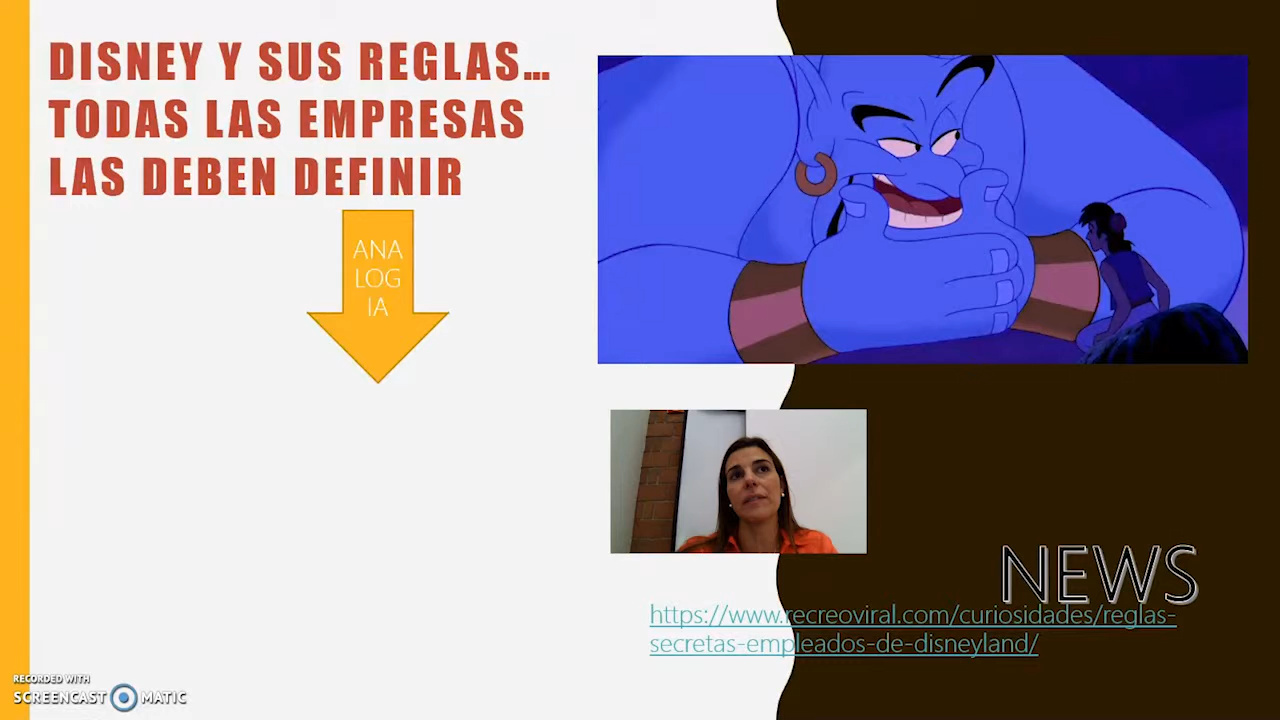 DISNEY Y SUS REGLAS...
TODAS LAS EMPRESAS
LAS DEBEN DEFINIR
ANA
LOG
IA
NEWS
https://www.recreoviral.com/curiosidades/reglas-
secretas-empleados-de-disneyland/
RECORDED WITH
SCREENCAST MATIC